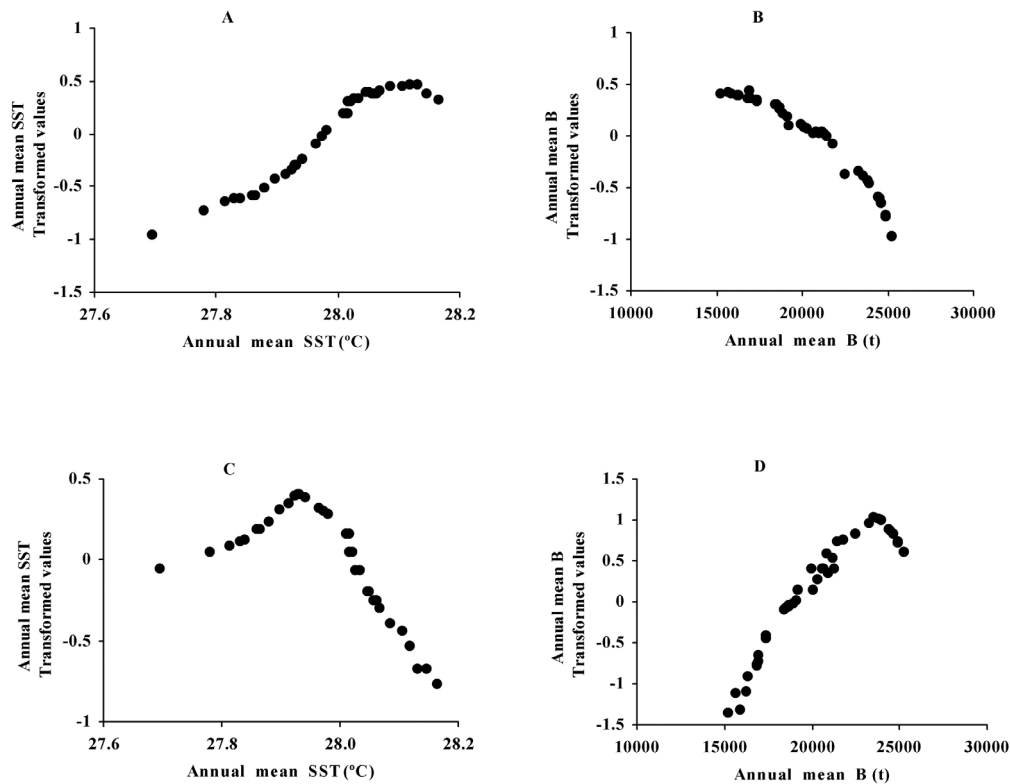 A
Annual mean SST
Transformed values
1
0.5
0
-0.5
-1
-1.5
27.6
27.8
28.0
28.2
Annual mean SST(ºC)
B
Annual mean B
Transformed values
1
0.5
0
-0.5
-1
-1.5
10000
15000
20000
25000
30000
Annual mean B (t)
C
Annual mean SST
Transformed values
0.5
0
-0.5
-1
27.6
27.8
28.0
28.2
Annual mean SST(ºC)
D
Annual mean B
Transformed values
1.5
1
0.5
0
-0.5
-1
-1.5
10000
15000
20000
25000
30000
Annual mean B (t)